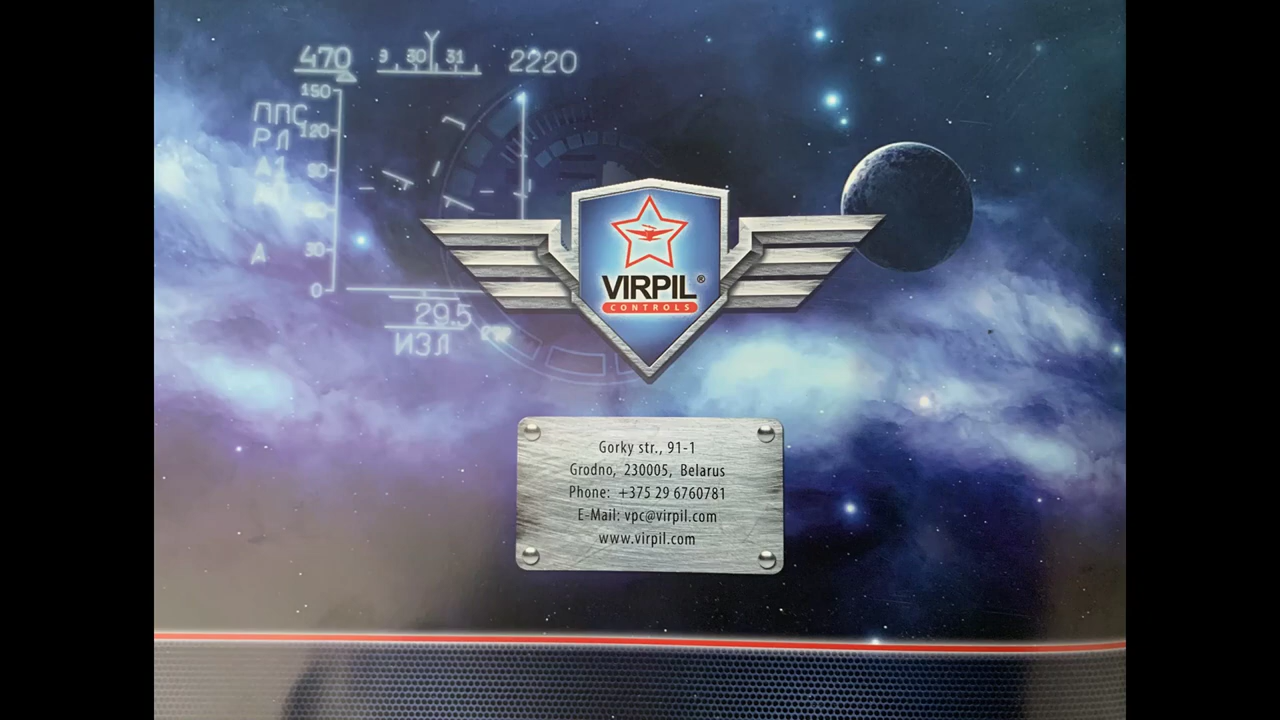 470
9 30 31
2220
150
ППС
120
РЛ
А1
90
А
30
0
29.5
ИЗЛ
VIRPIL®
CONTROLS
Gorky str., 91-1
Grodno, 230005, Belarus
Phone: +375 29 6760781
E-Mail: vpc@virpil.com
www.virpil.com